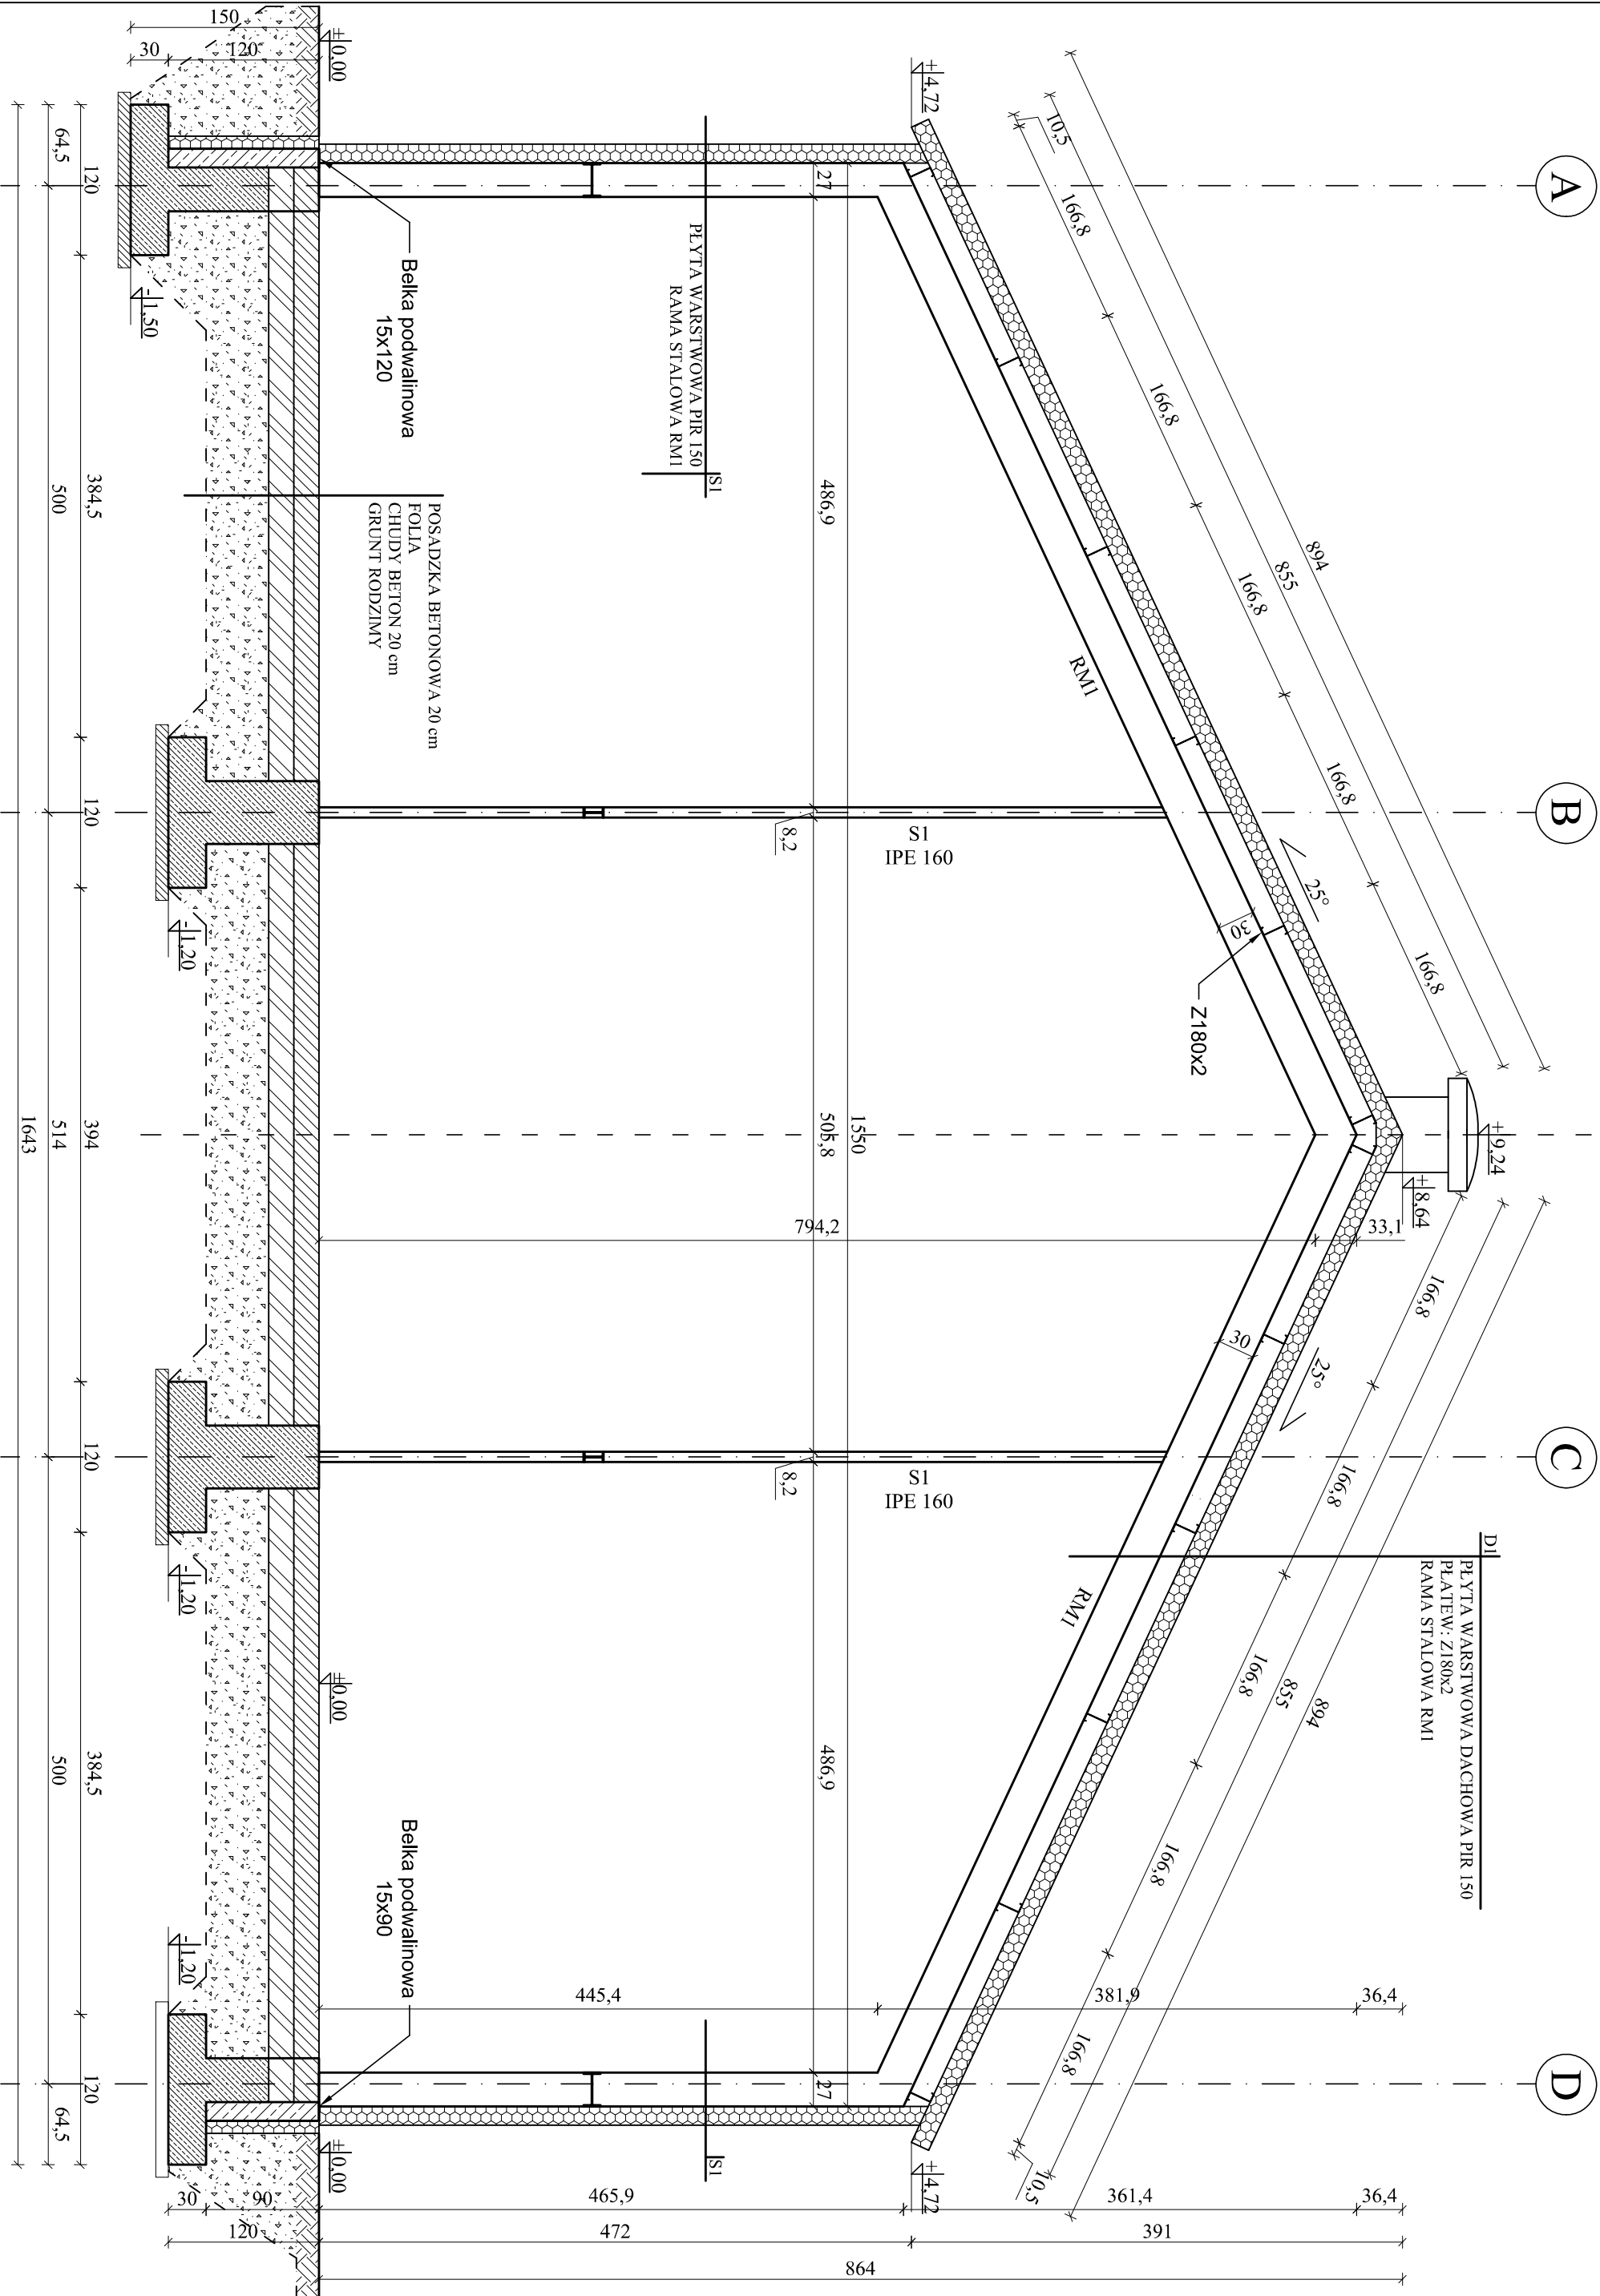 A
B
C
D
894
855
10,5
166,8
166,8
166,8
166,8
166,8
25°
30
RM1
Z180x2
+9,24
+8,64
33,1
794,2
894
855
10,5
166,8
166,8
166,8
166,8
166,8
25°
30
RM1
D1
PŁYTA WARSTWOWA DACHOWA PIR 150
PŁATEW: Z180x2
RAMA STALOWA RM1
+4,72
+4,72
S1
PŁYTA WARSTWOWA PIR 150
RAMA STALOWA RM1
S1
S1
IPE 160
S1
IPE 160
1550
27
486,9
8,2
505,8
8,2
486,9
27
36,4
381,9
445,4
36,4
361,4
465,9
391
472
864
Belka podwalinowa
15x120
POSADZKA BETONOWA 20 cm
FOLIA
CHUDY BETON 20 cm
GRUNT RODZIMY
Belka podwalinowa
15x90
±0,00
±0,00
±0,00
120
30
150
90
30
120
-1,50
-1,20
-1,20
-1,20
120
384,5
120
394
120
384,5
120
64,5
500
514
500
64,5
1643